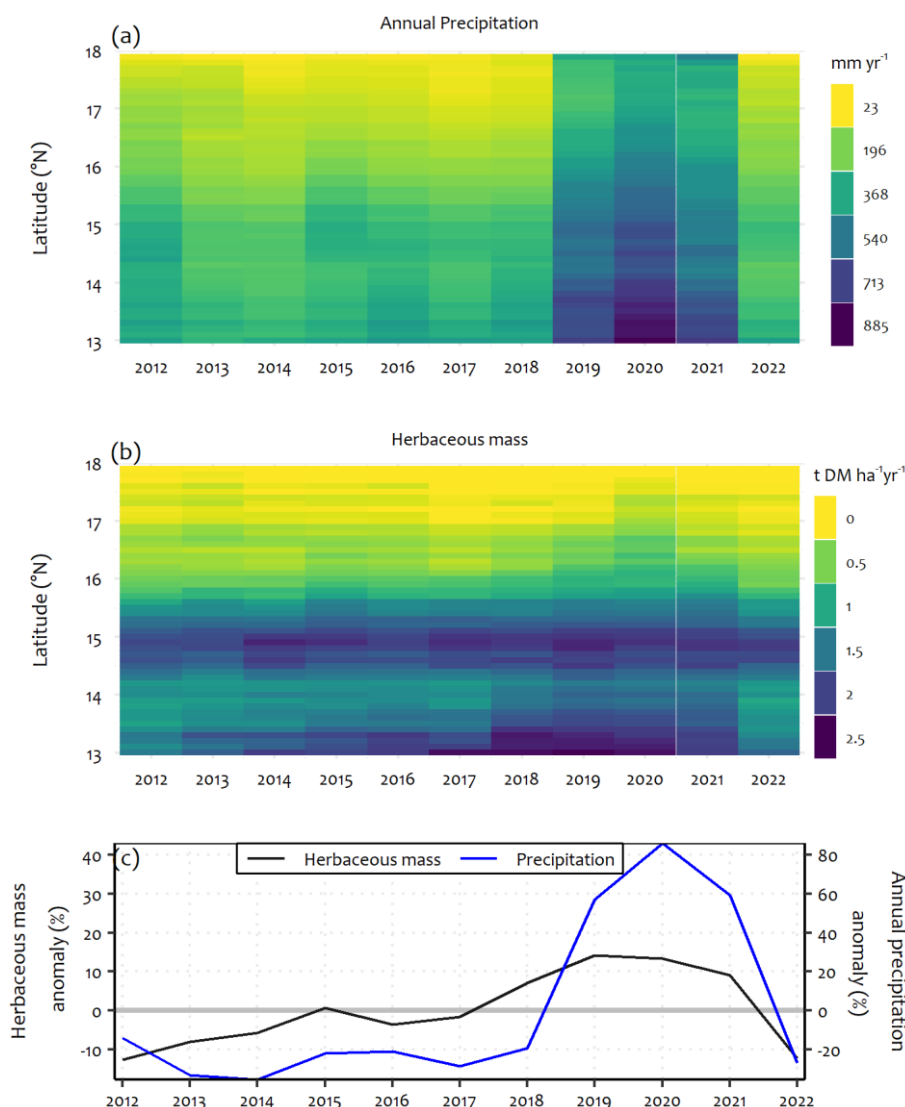 (a)
Annual Precipitation
18
17
16
15
14
13
Latitude (°N)
2012 2013 2014 2015 2016 2017 2018 2019 2020 2021 2022
mm yr⁻¹
23
196
368
540
713
885
(b)
Herbaceous mass
18
17
16
15
14
13
Latitude (°N)
2012 2013 2014 2015 2016 2017 2018 2019 2020 2021 2022
t DM ha⁻¹yr⁻¹
0
0.5
1
1.5
2
2.5
(c)
Herbaceous mass Precipitation
Herbaceous mass
anomaly (%)
40
30
20
10
0
-10
80
60
40
20
0
-20
Annual precipitation
anomaly (%)
2012 2013 2014 2015 2016 2017 2018 2019 2020 2021 2022